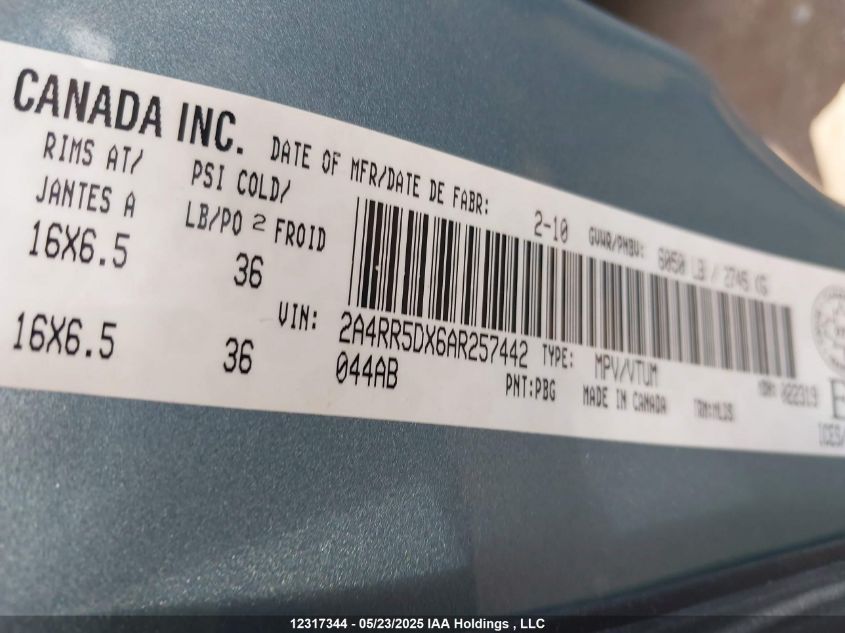 CANADA INC.
DATE OF MFR/DATE DE FABR: 2-10 GVWR/PNBV: 6050 LB / 2745 KG
RIMS AT/ PSI COLD/
JANTES A LB/PO 2 FROID
16X6.5 36
16X6.5 36
VIN: 2A4RR5DX6AR257442 TYPE: MPV/VTUM
044AB PNT:PBG MADE IN CANADA 022319
ICES/
12317344 - 05/23/2025 IAA Holdings , LLC